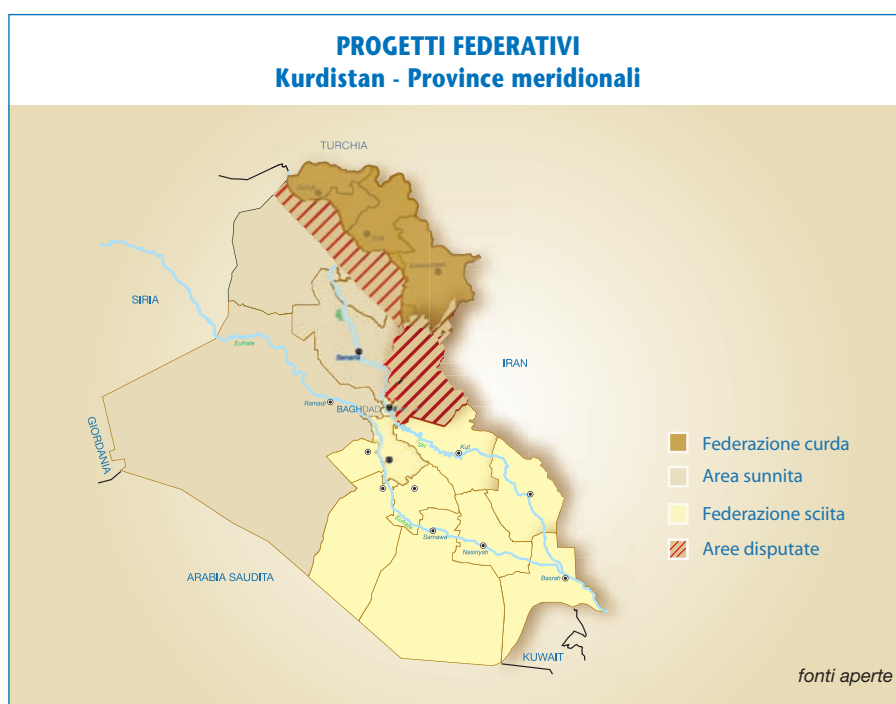 PROGETTI FEDERATIVI
Kurdistan - Province meridionali
TURCHIA
SIRIA
Eufrate
IRAN
Ramadi
BAGHDAD
GIORDANIA
Kut
Federazione curda
Area sunnita
Federazione sciita
Aree disputate
Eufrate
Samawa
Nasiriyah
Basrah
ARABIA SAUDITA
KUWAIT
fonti aperte